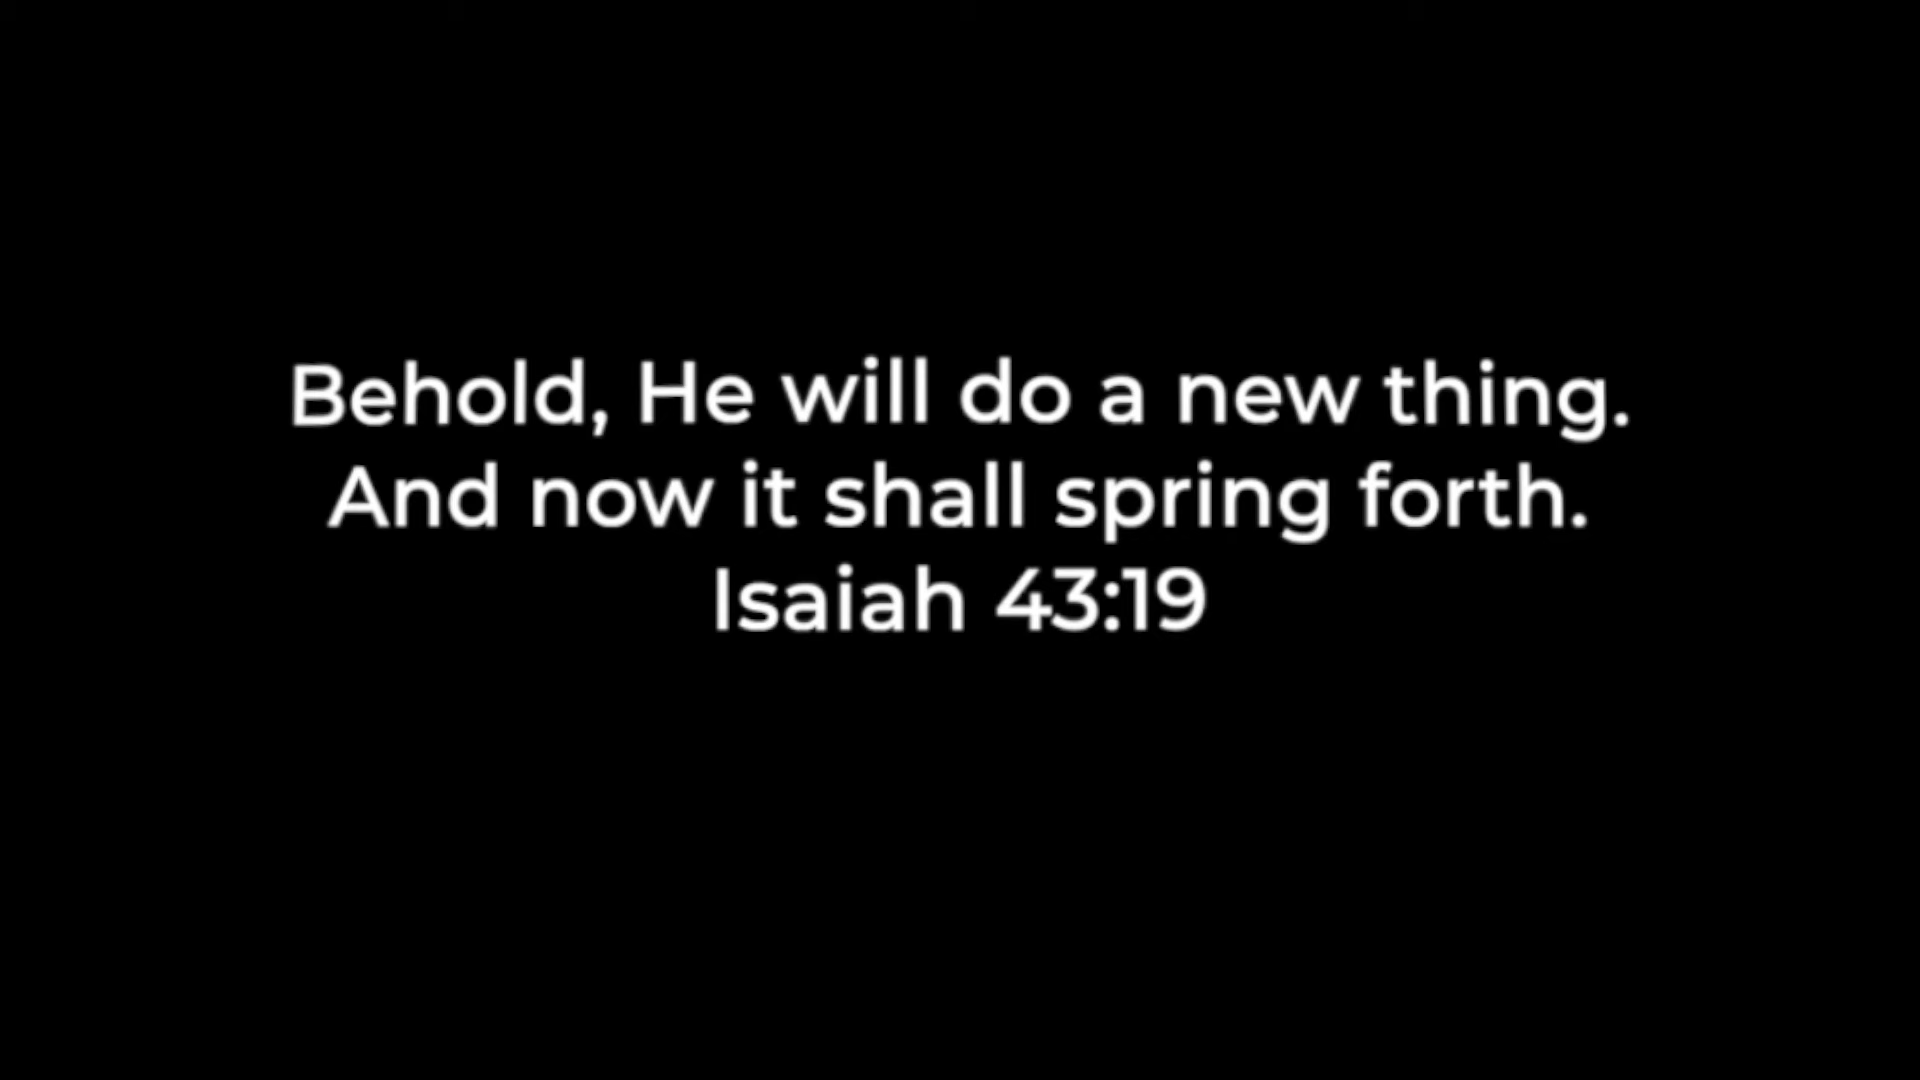 Behold, He will do a new thing.
And now it shall spring forth.
Isaiah 43:19